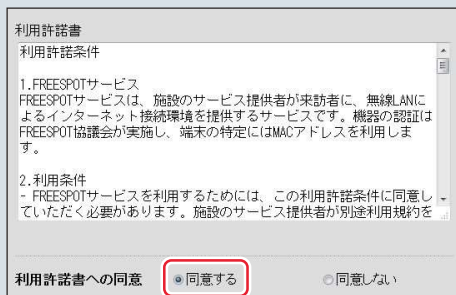 利用許諾書
利用許諾条件
1.FREESPOTサービス
FREESPOTサービスは、施設のサービス提供者が来訪者に、無線LANに
よるインターネット接続環境を提供するサービスです。機器の認証は
FREESPOT協議会が実施し、端末の特定にはMACアドレスを利用しま
す。
2.利用条件
- FREESPOTサービスを利用するためには、この利用許諾条件に同意し
ていただく必要があります。施設のサービス提供者が別途利用規約を
利用許諾書への同意 同意する 同意しない